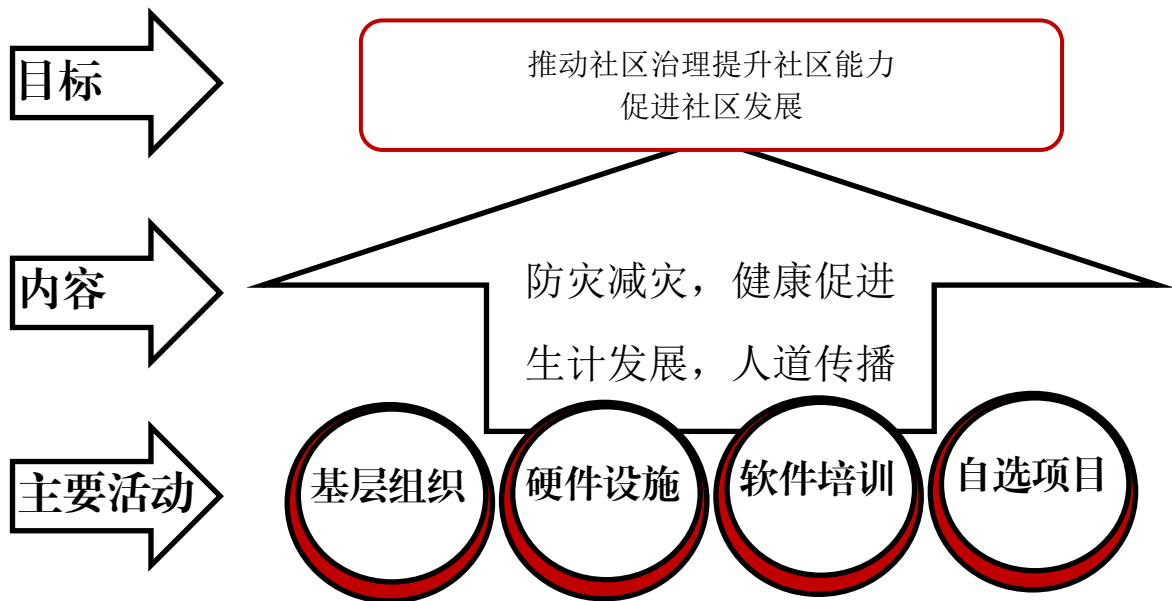 目标
推动社区治理提升社区能力
促进社区发展
内容
防灾减灾，健康促进
生计发展，人道传播
主要活动
基层组织
硬件设施
软件培训
自选项目